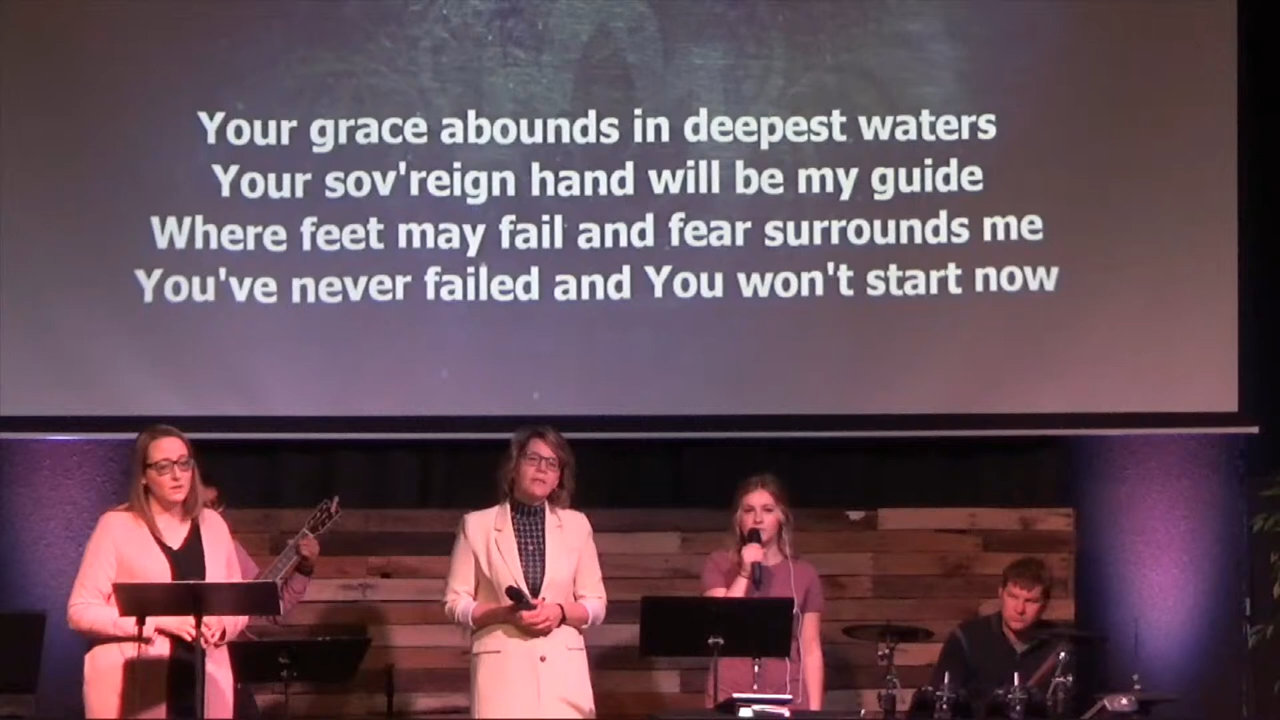 Your grace abounds in deepest waters
Your sov'reign hand will be my guide
Where feet may fail and fear surrounds me
You've never failed and You won't start now